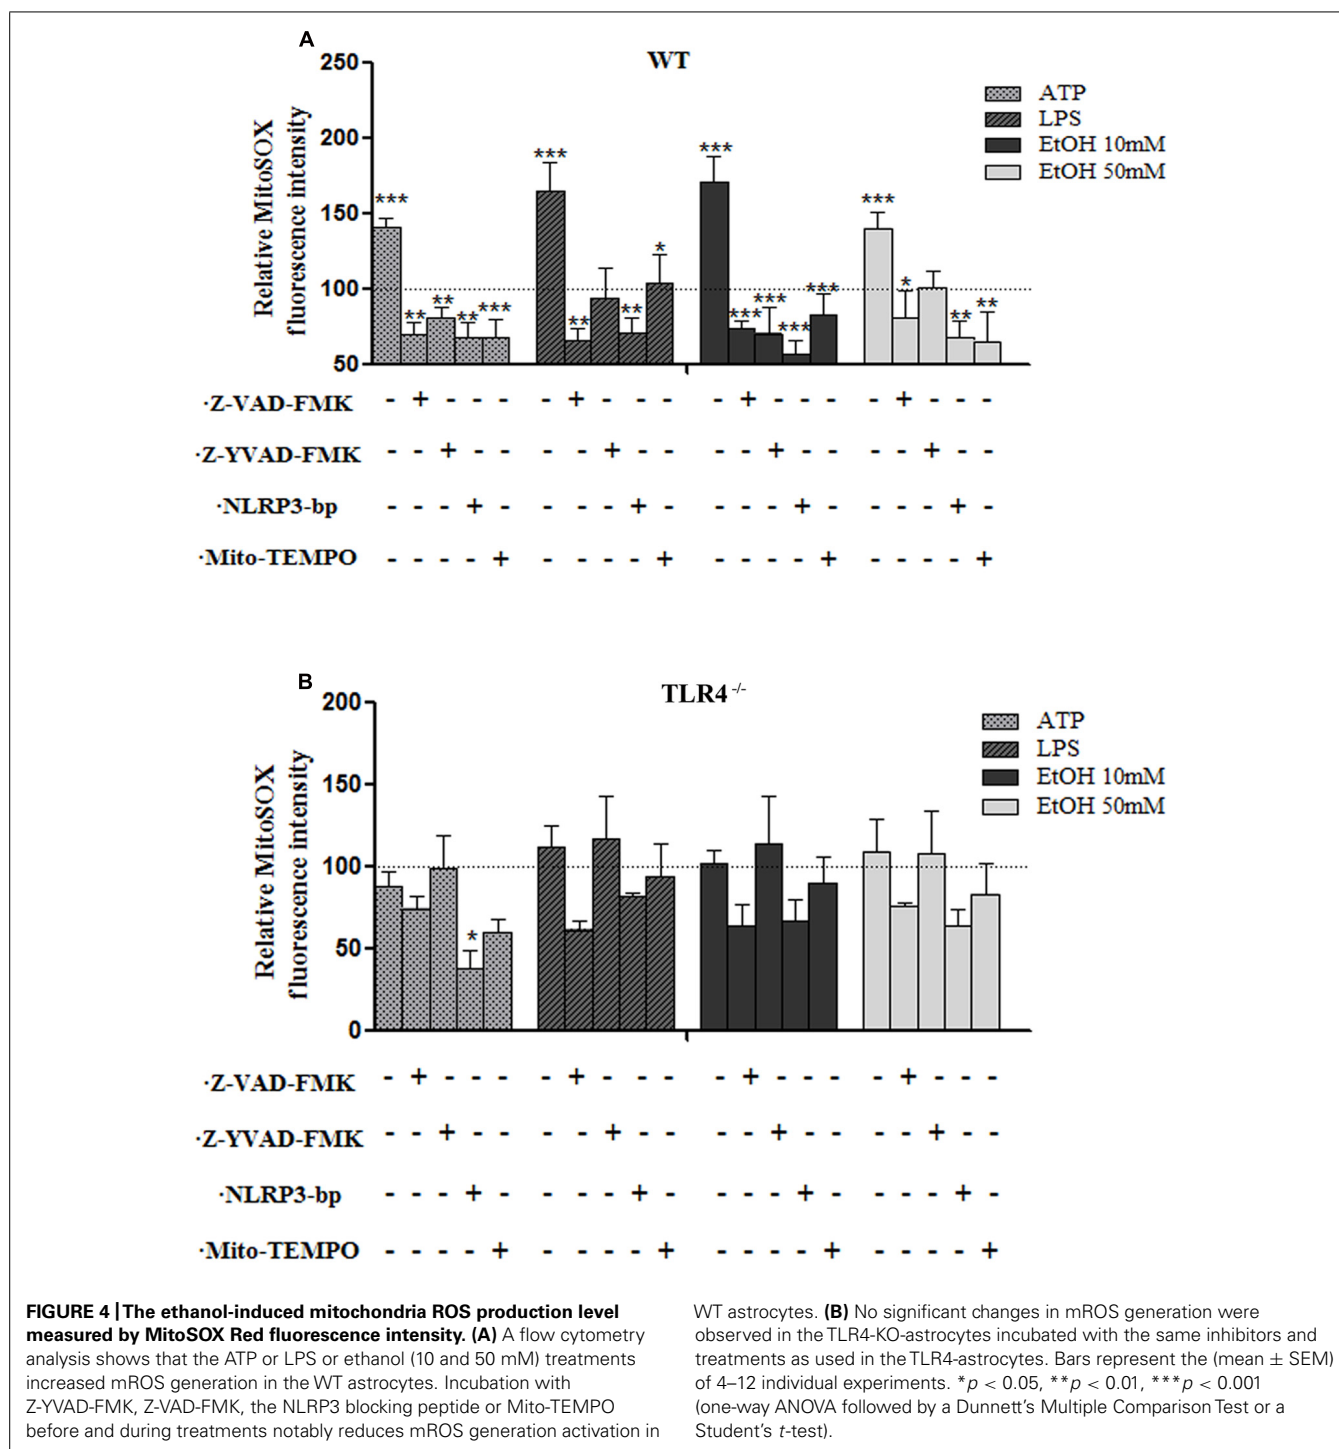 A
WT
250
200
150
100
50
Relative MitoSOX
fluorescence intensity
ATP
LPS
EtOH 10mM
EtOH 50mM
*** ** ** ** ***
*** ** ** *
*** *** *** *** ***
*** * ** **
·Z-VAD-FMK - + - - - - + - - - - + - - - - + - - -
·Z-YVAD-FMK - - + - - - - + - - - - + - - - - + - -
·NLRP3-bp - - - + - - - - + - - - - + - - - - + -
·Mito-TEMPO - - - - + - - - - + - - - - + - - - - +
B
TLR4 -/-
200
150
100
50
0
Relative MitoSOX
fluorescence intensity
ATP
LPS
EtOH 10mM
EtOH 50mM
*
·Z-VAD-FMK - + - - - - + - - - - + - - - - + - - -
·Z-YVAD-FMK - - + - - - - + - - - - + - - - - + - -
·NLRP3-bp - - - + - - - - + - - - - + - - - - + -
·Mito-TEMPO - - - - + - - - - + - - - - + - - - - +
FIGURE 4 | The ethanol-induced mitochondria ROS production level
measured by MitoSOX Red fluorescence intensity. (A) A flow cytometry
analysis shows that the ATP or LPS or ethanol (10 and 50 mM) treatments
increased mROS generation in the WT astrocytes. Incubation with
Z-YVAD-FMK, Z-VAD-FMK, the NLRP3 blocking peptide or Mito-TEMPO
before and during treatments notably reduces mROS generation activation in
WT astrocytes. (B) No significant changes in mROS generation were
observed in the TLR4-KO-astrocytes incubated with the same inhibitors and
treatments as used in the TLR4-astrocytes. Bars represent the (mean ± SEM)
of 4–12 individual experiments. *p < 0.05, **p < 0.01, ***p < 0.001
(one-way ANOVA followed by a Dunnett's Multiple Comparison Test or a
Student's t-test).